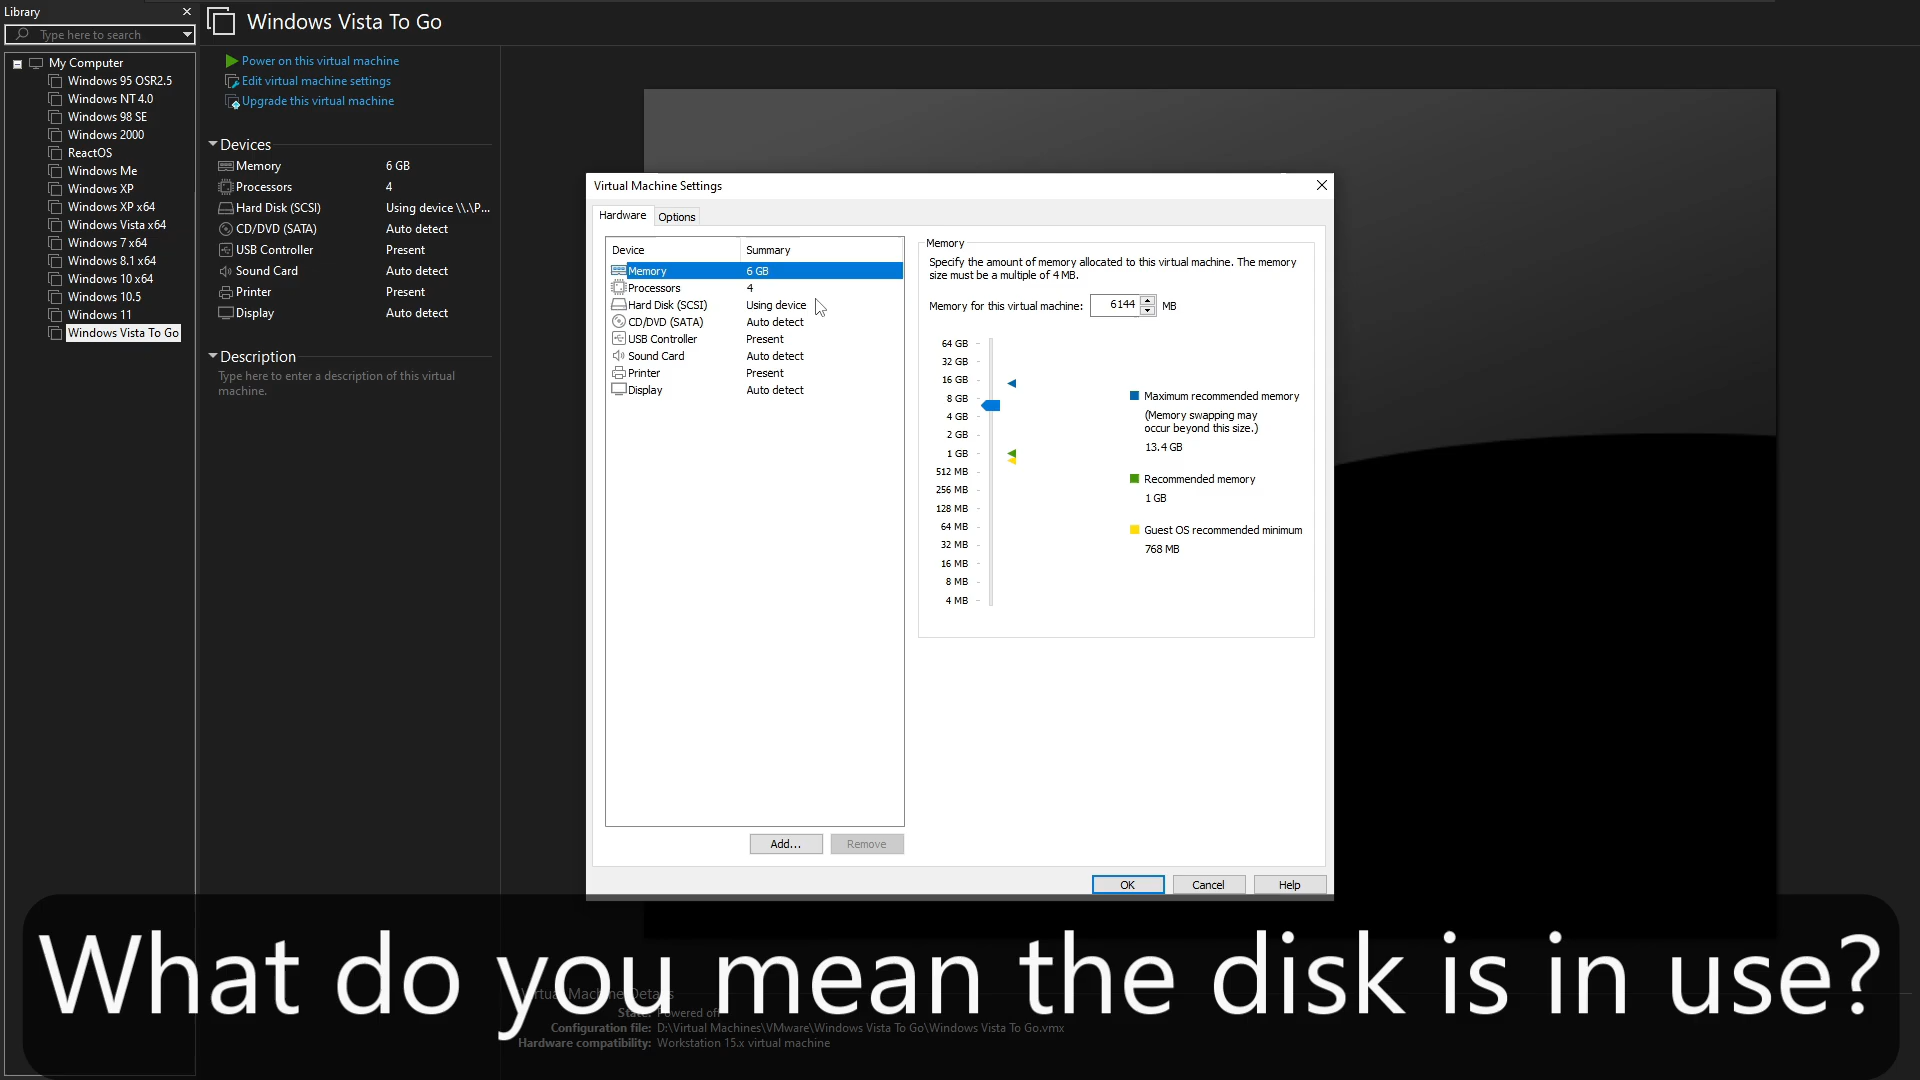 Library
Type here to search
My Computer
Windows 95 OSR2.5
Windows NT 4.0
Windows 98 SE
Windows 2000
ReactOS
Windows Me
Windows XP
Windows XP x64
Windows Vista x64
Windows 7 x64
Windows 8.1 x64
Windows 10 x64
Windows 10.5
Windows 11
Windows Vista To Go
Windows Vista To Go
Power on this virtual machine
Edit virtual machine settings
Upgrade this virtual machine
Devices
Memory 6 GB
Processors 4
Hard Disk (SCSI) Using device \\.\P...
CD/DVD (SATA) Auto detect
USB Controller Present
Sound Card Auto detect
Printer Present
Display Auto detect
Description
Type here to enter a description of this virtual
machine.
Virtual Machine Settings
Hardware Options
Device Summary
Memory 6 GB
Processors 4
Hard Disk (SCSI) Using device
CD/DVD (SATA) Auto detect
USB Controller Present
Sound Card Auto detect
Printer Present
Display Auto detect
Add... Remove
Memory
Specify the amount of memory allocated to this virtual machine. The memory
size must be a multiple of 4 MB.
Memory for this virtual machine: 6144 MB
64 GB
32 GB
16 GB
8 GB
4 GB
2 GB
1 GB
512 MB
256 MB
128 MB
64 MB
32 MB
16 MB
8 MB
4 MB
Maximum recommended memory
(Memory swapping may
occur beyond this size.)
13.4 GB
Recommended memory
1 GB
Guest OS recommended minimum
768 MB
OK Cancel Help
What do you mean the disk is in use?
Virtual Machine Details
State: Powered off
Configuration file: D:\Virtual Machines\VMware\Windows Vista To Go\Windows Vista To Go.vmx
Hardware compatibility: Workstation 15.x virtual machine